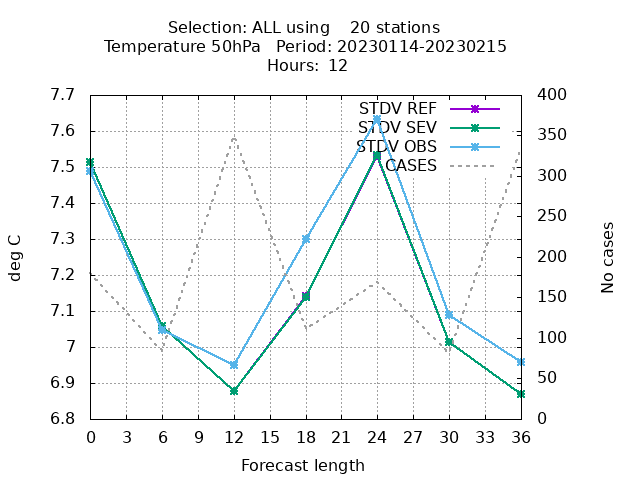 Selection: ALL using    20 stations
Temperature 50hPa   Period: 20230114-20230215
Hours: 12
7.7
7.6
7.5
7.4
7.3
7.2
7.1
7
6.9
6.8
deg C
STDV REF
STDV SEV
STDV OBS
CASES
400
350
300
250
200
150
100
50
0
No cases
0 3 6 9 12 15 18 21 24 27 30 33 36
Forecast length